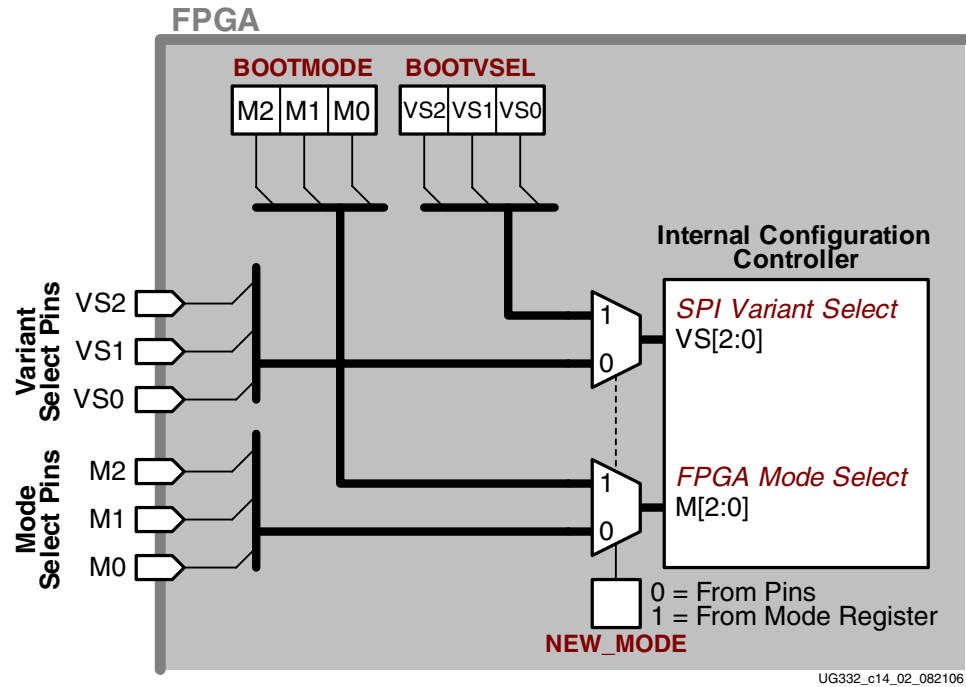 FPGA
BOOTMODE BOOTVSEL
M2 M1 M0 VS2 VS1 VS0
Internal Configuration
Controller
Variant
Select Pins
VS2
VS1
VS0
1
0
SPI Variant Select
VS[2:0]
Mode
Select Pins
M2
M1
M0
1
0
FPGA Mode Select
M[2:0]
0 = From Pins
1 = From Mode Register
NEW_MODE
UG332_c14_02_082106